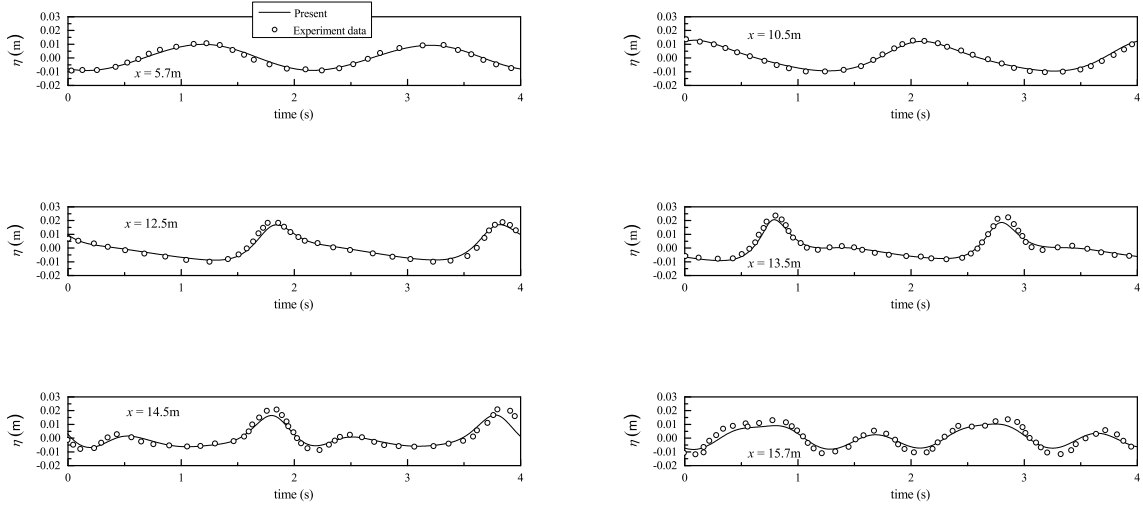 Present
Experiment data
0.03
0.02
0.01
0.00
-0.01
-0.02
η (m)
x = 5.7m
0 1 2 3 4
time (s)
0.03
0.02
0.01
0.00
-0.01
-0.02
η (m)
x = 10.5m
0 1 2 3 4
time (s)
0.03
0.02
0.01
0.00
-0.01
-0.02
η (m)
x = 12.5m
0 1 2 3 4
time (s)
0.03
0.02
0.01
0.00
-0.01
-0.02
η (m)
x = 13.5m
0 1 2 3 4
time (s)
0.03
0.02
0.01
0.00
-0.01
-0.02
η (m)
x = 14.5m
0 1 2 3 4
time (s)
0.03
0.02
0.01
0.00
-0.01
-0.02
η (m)
x = 15.7m
0 1 2 3 4
time (s)